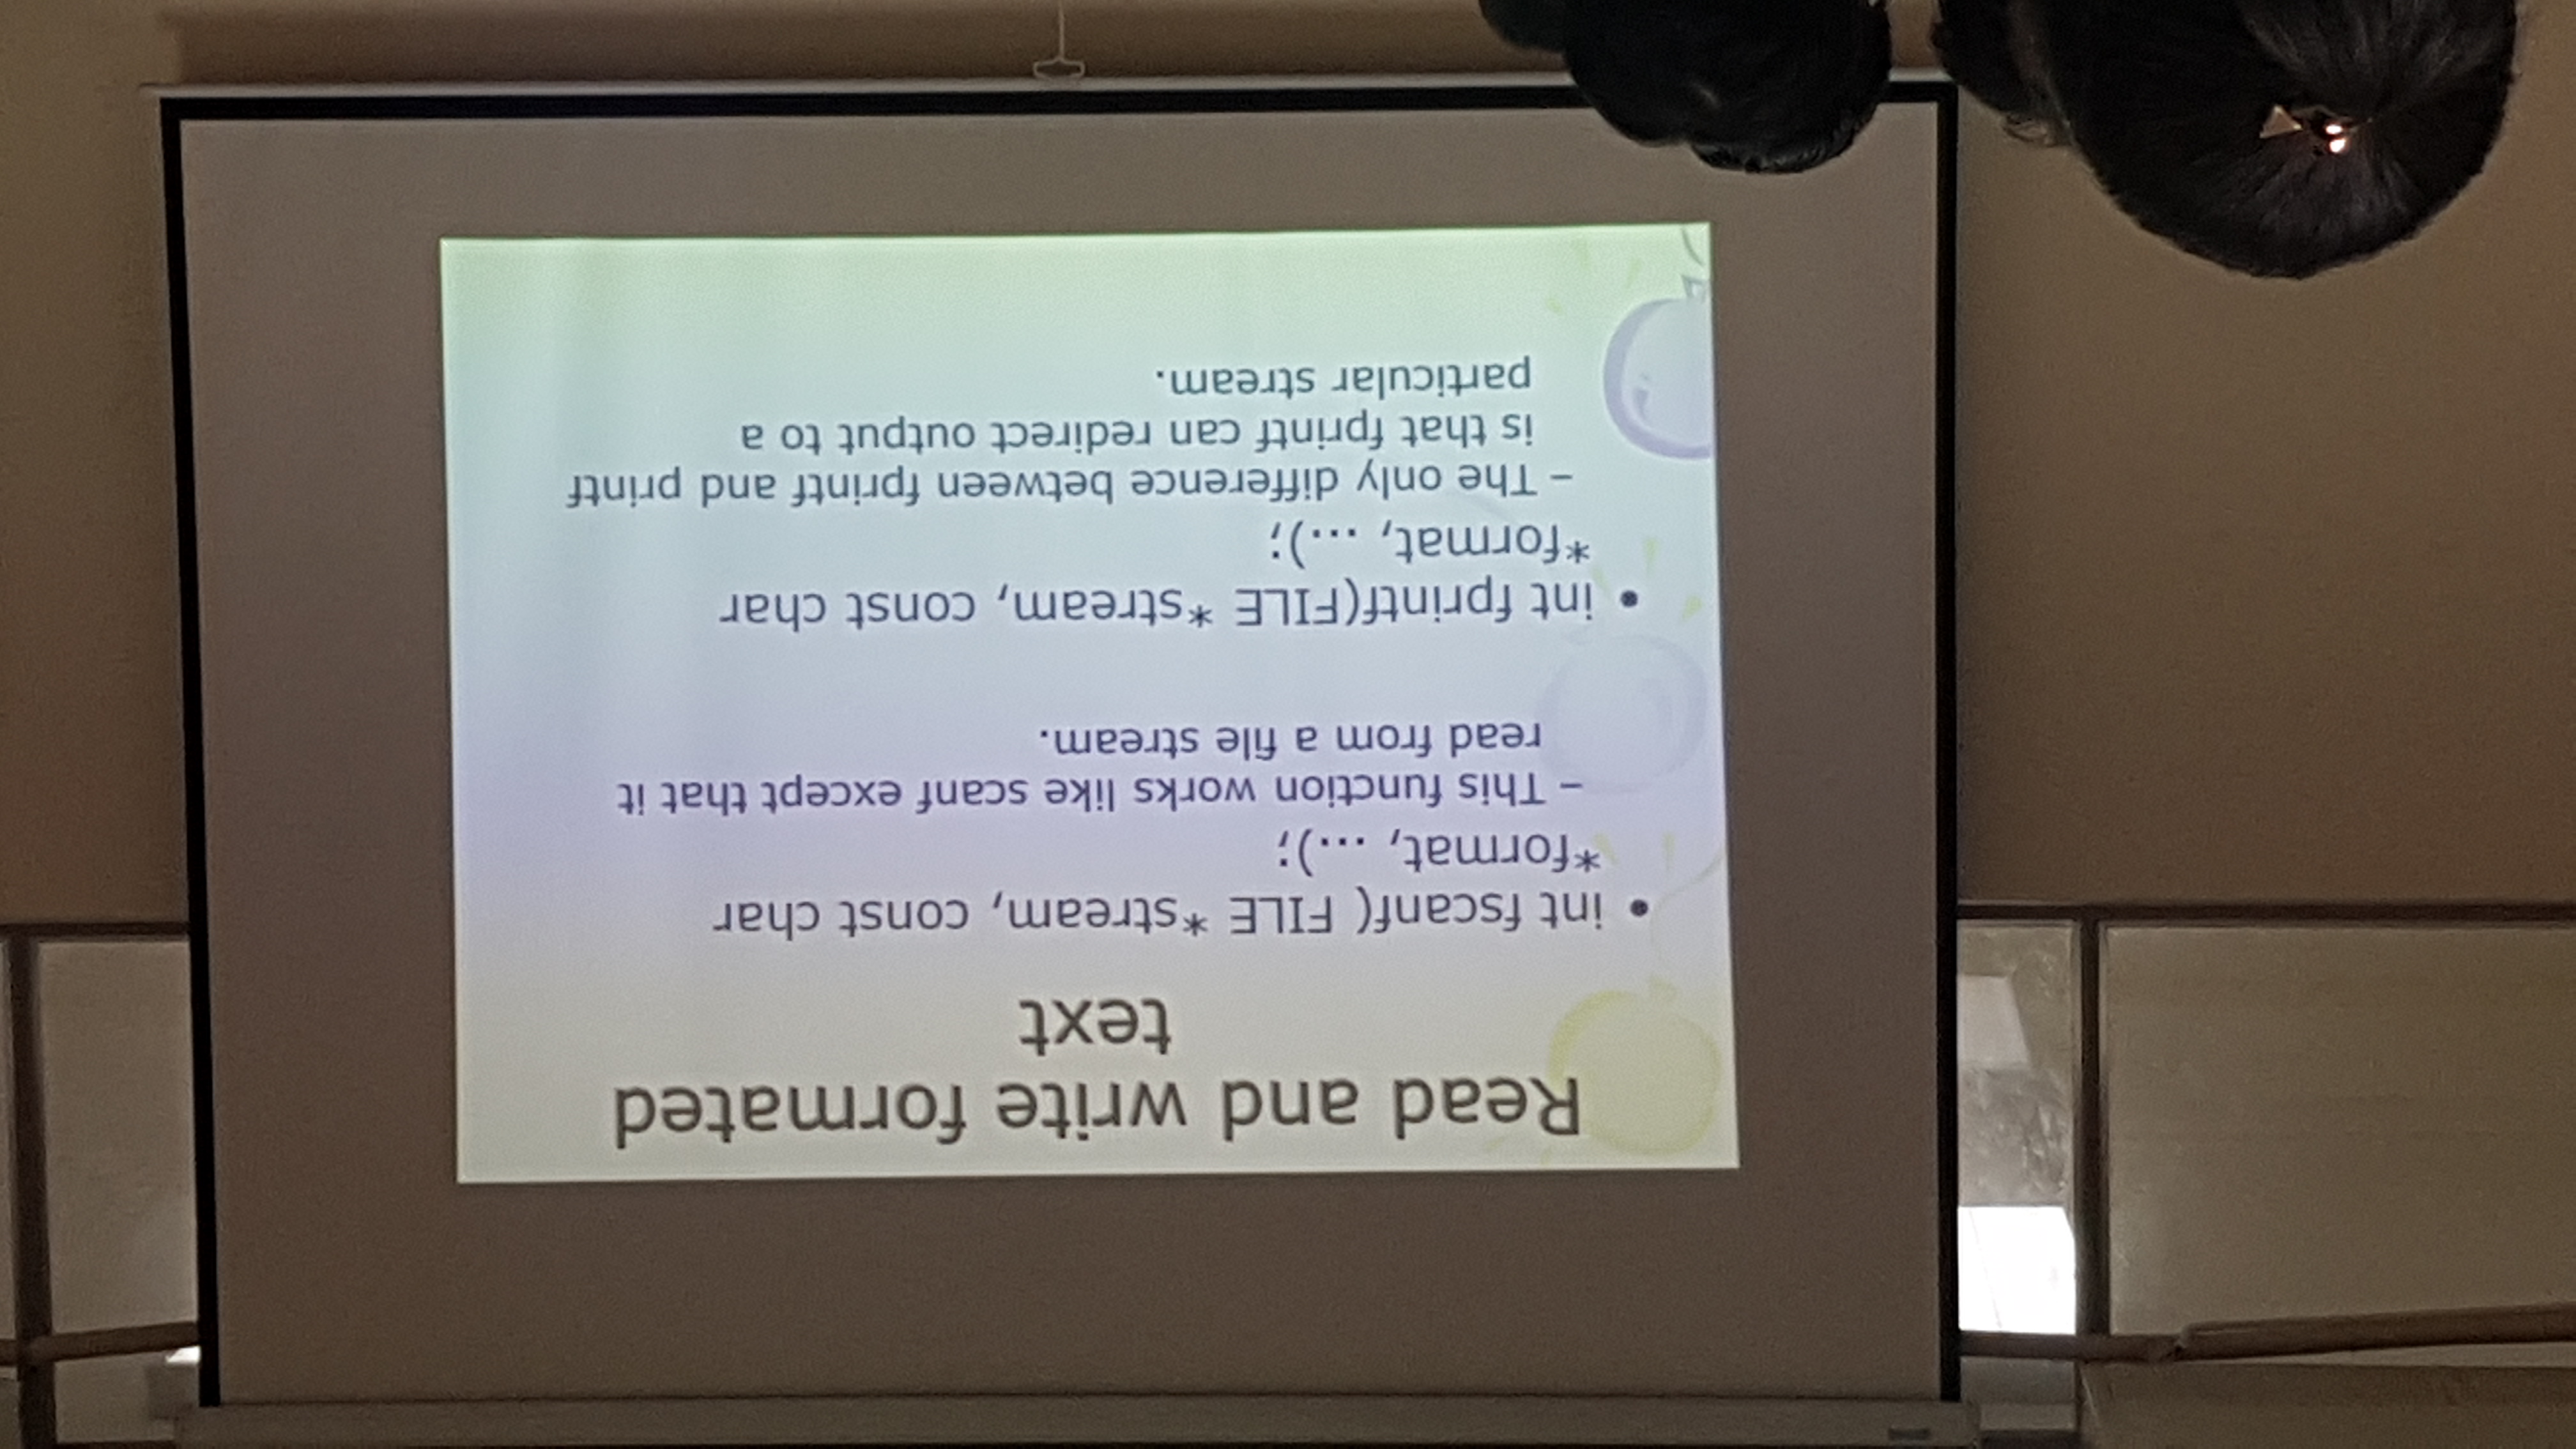 Read and write formated
text
• int fscanf( FILE *stream, const char
*format, ...);
– This function works like scanf except that it
read from a file stream.
• int fprintf(FILE *stream, const char
*format, ...);
– The only difference between fprintf and printf
is that fprintf can redirect output to a
particular stream.